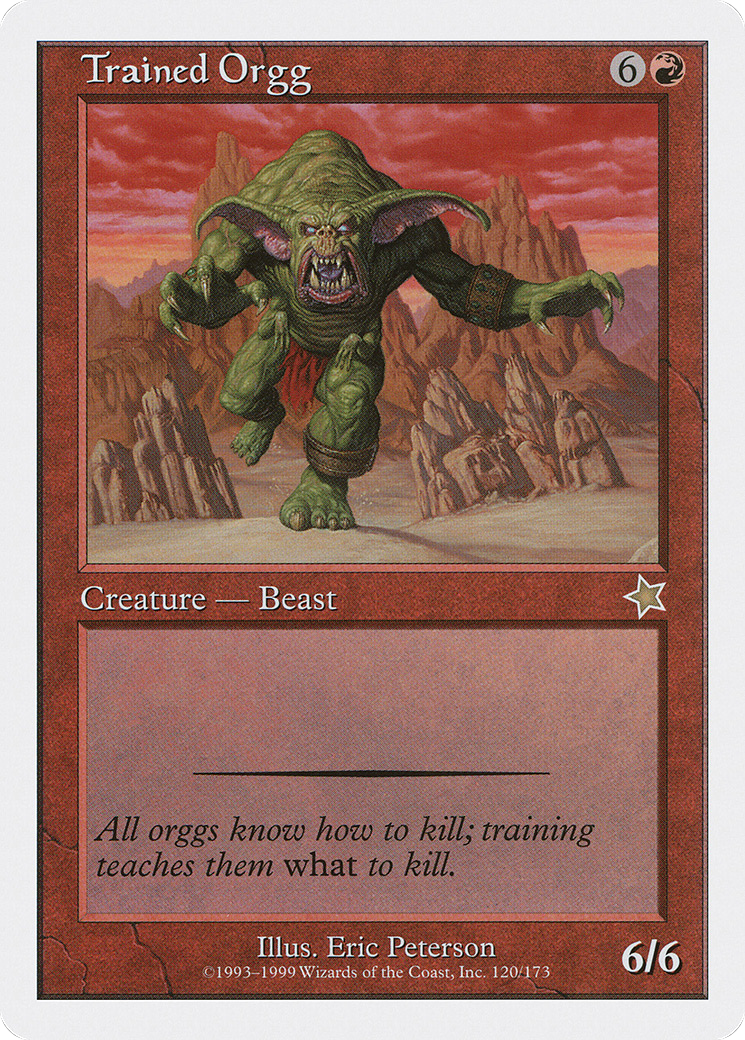 Trained Orgg
6
Creature — Beast
All orggs know how to kill; training
teaches them what to kill.
Illus. Eric Peterson
©1993–1999 Wizards of the Coast, Inc. 120/173
6/6